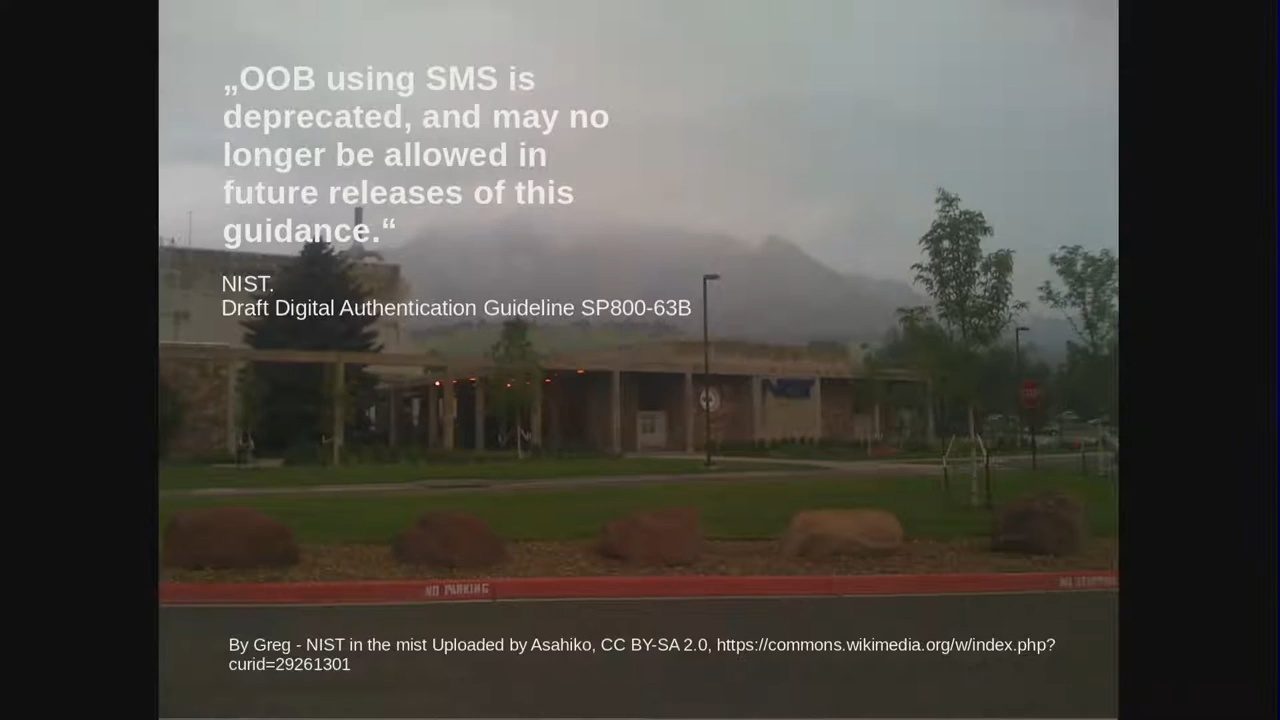 „OOB using SMS is
deprecated, and may no
longer be allowed in
future releases of this
guidance.“
NIST.
Draft Digital Authentication Guideline SP800-63B
NIST
NO PARKING
By Greg - NIST in the mist Uploaded by Asahiko, CC BY-SA 2.0, https://commons.wikimedia.org/w/index.php?
curid=29261301